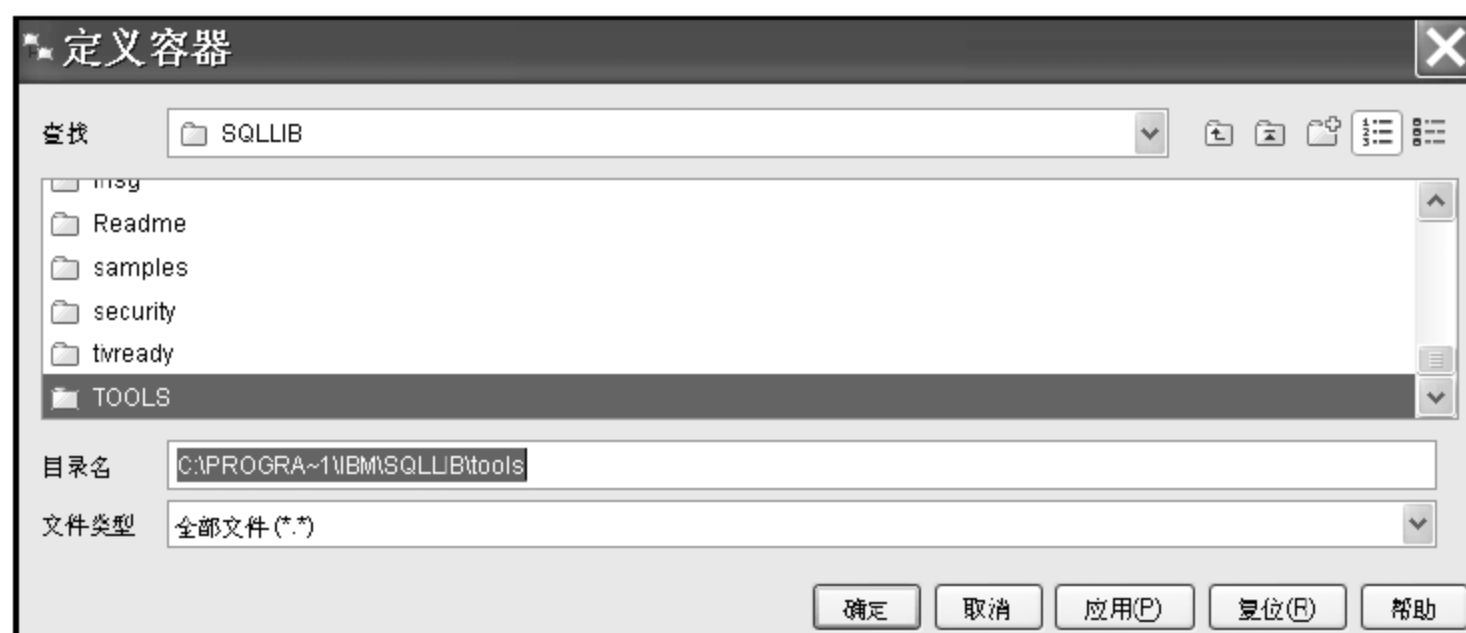 定义容器
查找 SQLLIB
msg
Readme
samples
security
tivready
TOOLS
目录名 C:\PROGRA~1\IBM\SQLLIB\tools
文件类型 全部文件(*.*)
确定 取消 应用(P) 复位(R) 帮助